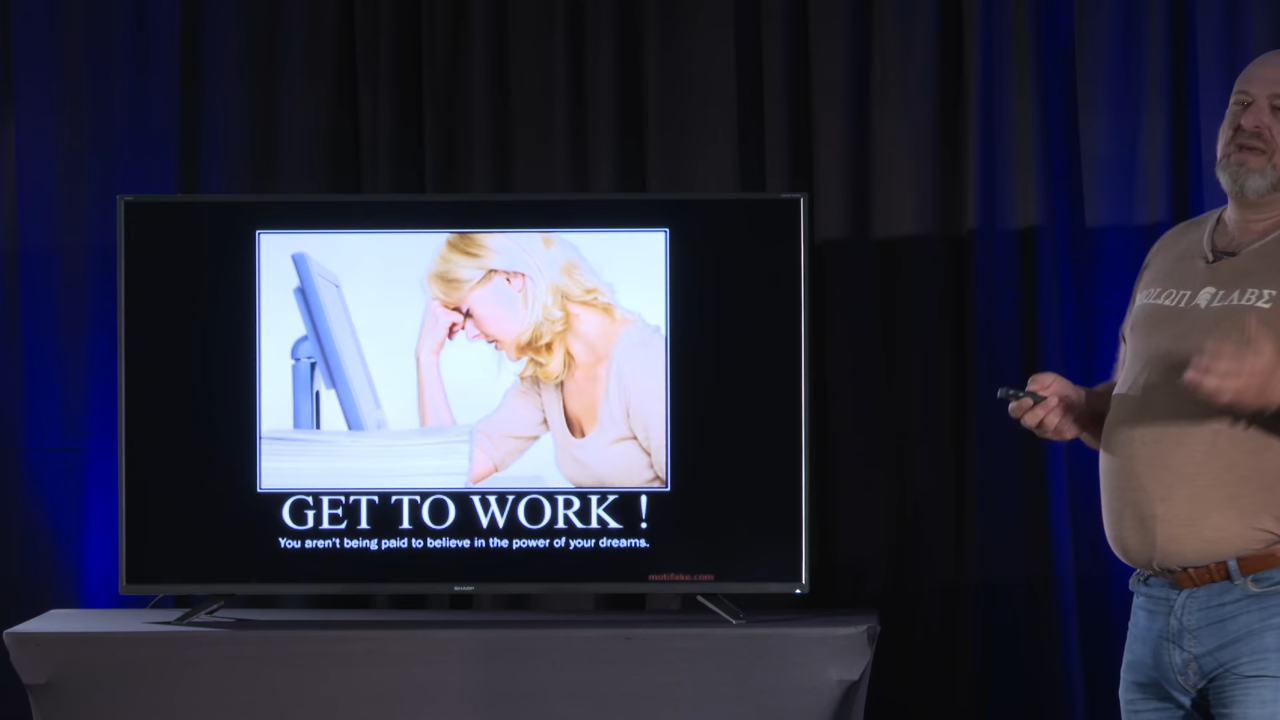 GET TO WORK !
You aren't being paid to believe in the power of your dreams.
motifake.com
SHARP
ΜΟΛΩΝ ΛΑΒΣ